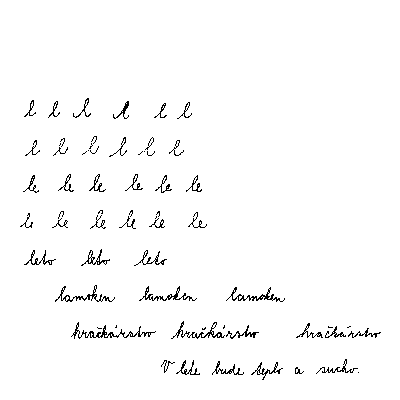 l l l l l l
l l l l l l
le le le le le le
le le le le le le
leto leto leto
lamoken lamoken lamoken
hračkárstvo hračkárstvo hračkárstvo
V lete bude teplo a sucho.